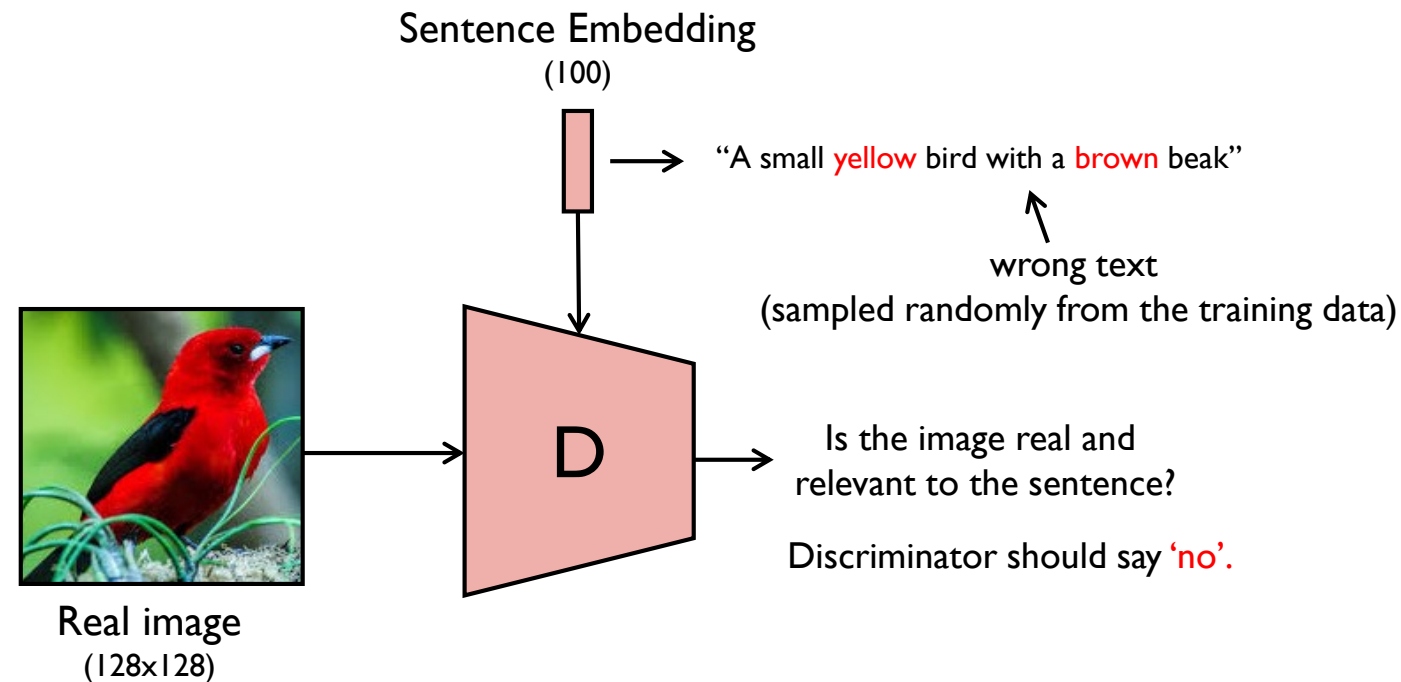 Sentence Embedding
(100)
“A small yellow bird with a brown beak”
wrong text
(sampled randomly from the training data)
D
Is the image real and
relevant to the sentence?
Discriminator should say ‘no’.
Real image
(128x128)